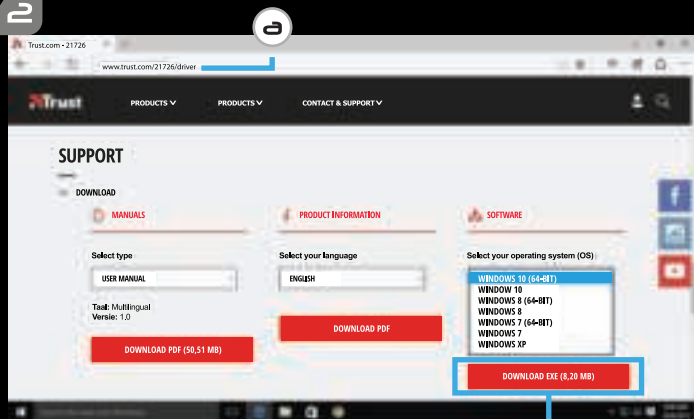 2
a
Trust.com - 21726
www.trust.com/21726/driver
Trust
PRODUCTS
PRODUCTS
CONTACT & SUPPORT
SUPPORT
DOWNLOAD
MANUALS
PRODUCT INFORMATION
SOFTWARE
Select type
Select your language
Select your operating system (OS)
USER MANUAL
ENGLISH
WINDOWS 10 (64-BIT)
WINDOW 10
WINDOWS 8 (64-BIT)
WINDOWS 8
WINDOWS 7 (64-BIT)
WINDOWS 7
WINDOWS XP
Taal: Multilingual
Versie: 1.0
DOWNLOAD PDF
DOWNLOAD PDF (50,51 MB)
DOWNLOAD EXE (8,20 MB)